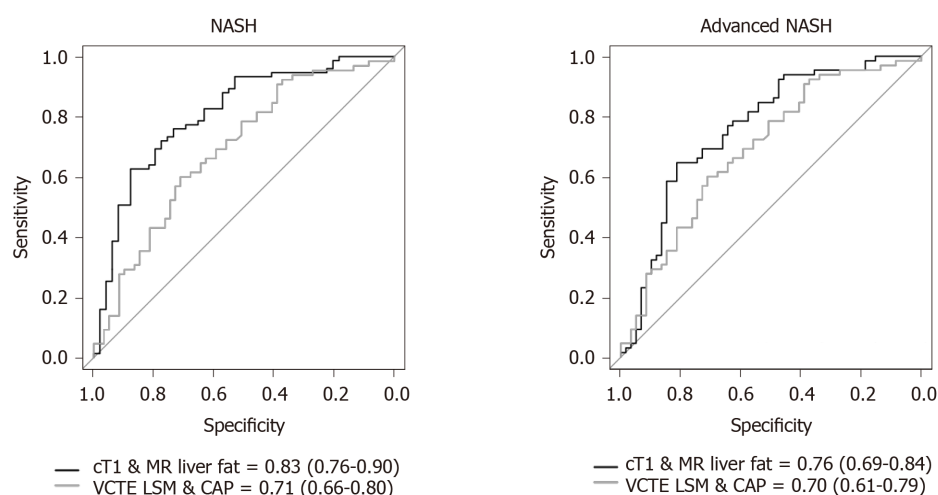 NASH
1.0
0.8
0.6
0.4
0.2
0.0
Sensitivity
1.0 0.8 0.6 0.4 0.2 0.0
Specificity
cT1 & MR liver fat = 0.83 (0.76-0.90)
VCTE LSM & CAP = 0.71 (0.66-0.80)
Advanced NASH
1.0
0.8
0.6
0.4
0.2
0.0
Sensitivity
1.0 0.8 0.6 0.4 0.2 0.0
Specificity
cT1 & MR liver fat = 0.76 (0.69-0.84)
VCTE LSM & CAP = 0.70 (0.61-0.79)